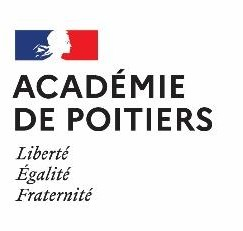 ACADÉMIE
DE POITIERS
Liberté
Égalité
Fraternité